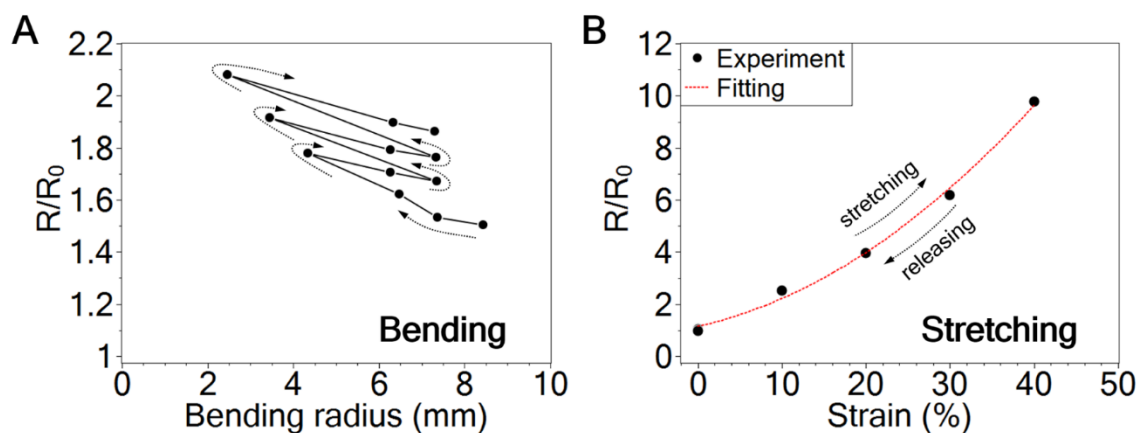 A
2.2
2
1.8
1.6
1.4
1.2
1
R/R0
0 2 4 6 8 10
Bending radius (mm)
Bending
B
12
10
8
6
4
2
0
R/R0
Experiment
Fitting
stretching
releasing
Stretching
0 10 20 30 40 50
Strain (%)